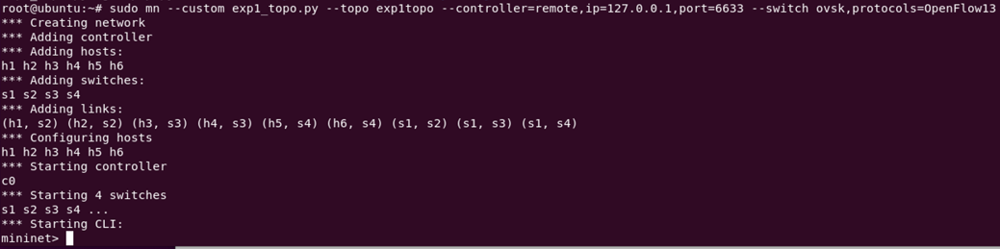 root@ubuntu:~# sudo mn --custom exp1_topo.py --topo exp1topo --controller=remote,ip=127.0.0.1,port=6633 --switch ovsk,protocols=OpenFlow13
*** Creating network
*** Adding controller
*** Adding hosts:
h1 h2 h3 h4 h5 h6
*** Adding switches:
s1 s2 s3 s4
*** Adding links:
(h1, s2) (h2, s2) (h3, s3) (h4, s3) (h5, s4) (h6, s4) (s1, s2) (s1, s3) (s1, s4)
*** Configuring hosts
h1 h2 h3 h4 h5 h6
*** Starting controller
c0
*** Starting 4 switches
s1 s2 s3 s4 ...
*** Starting CLI:
mininet>